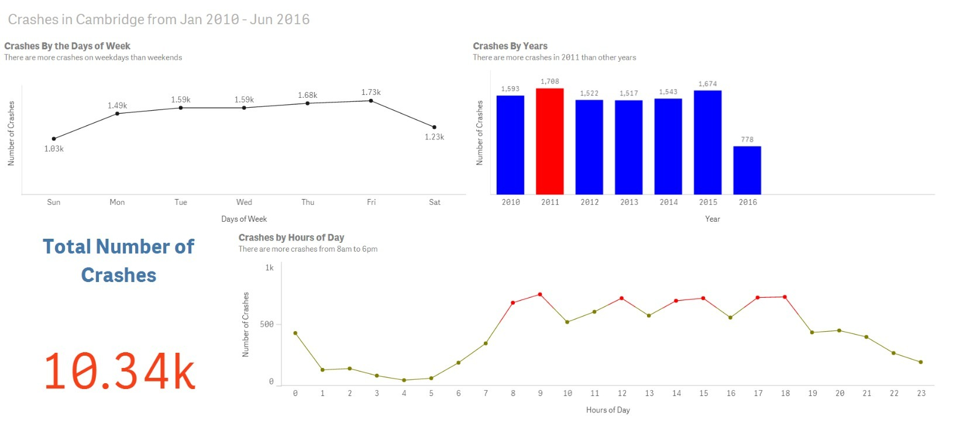 Crashes in Cambridge from Jan 2010 - Jun 2016
Crashes By the Days of Week
There are more crashes on weekdays than weekends
Number of Crashes
1.03k
1.49k
1.59k
1.59k
1.68k
1.73k
1.23k
Sun Mon Tue Wed Thu Fri Sat
Days of Week
Crashes By Years
There are more crashes in 2011 than other years
Number of Crashes
1,593
1,708
1,522
1,517
1,543
1,674
778
2010 2011 2012 2013 2014 2015 2016
Year
Total Number of
Crashes
10.34k
Crashes by Hours of Day
There are more crashes from 8am to 6pm
Number of Crashes
1k
500
0
0 1 2 3 4 5 6 7 8 9 10 11 12 13 14 15 16 17 18 19 20 21 22 23
Hours of Day